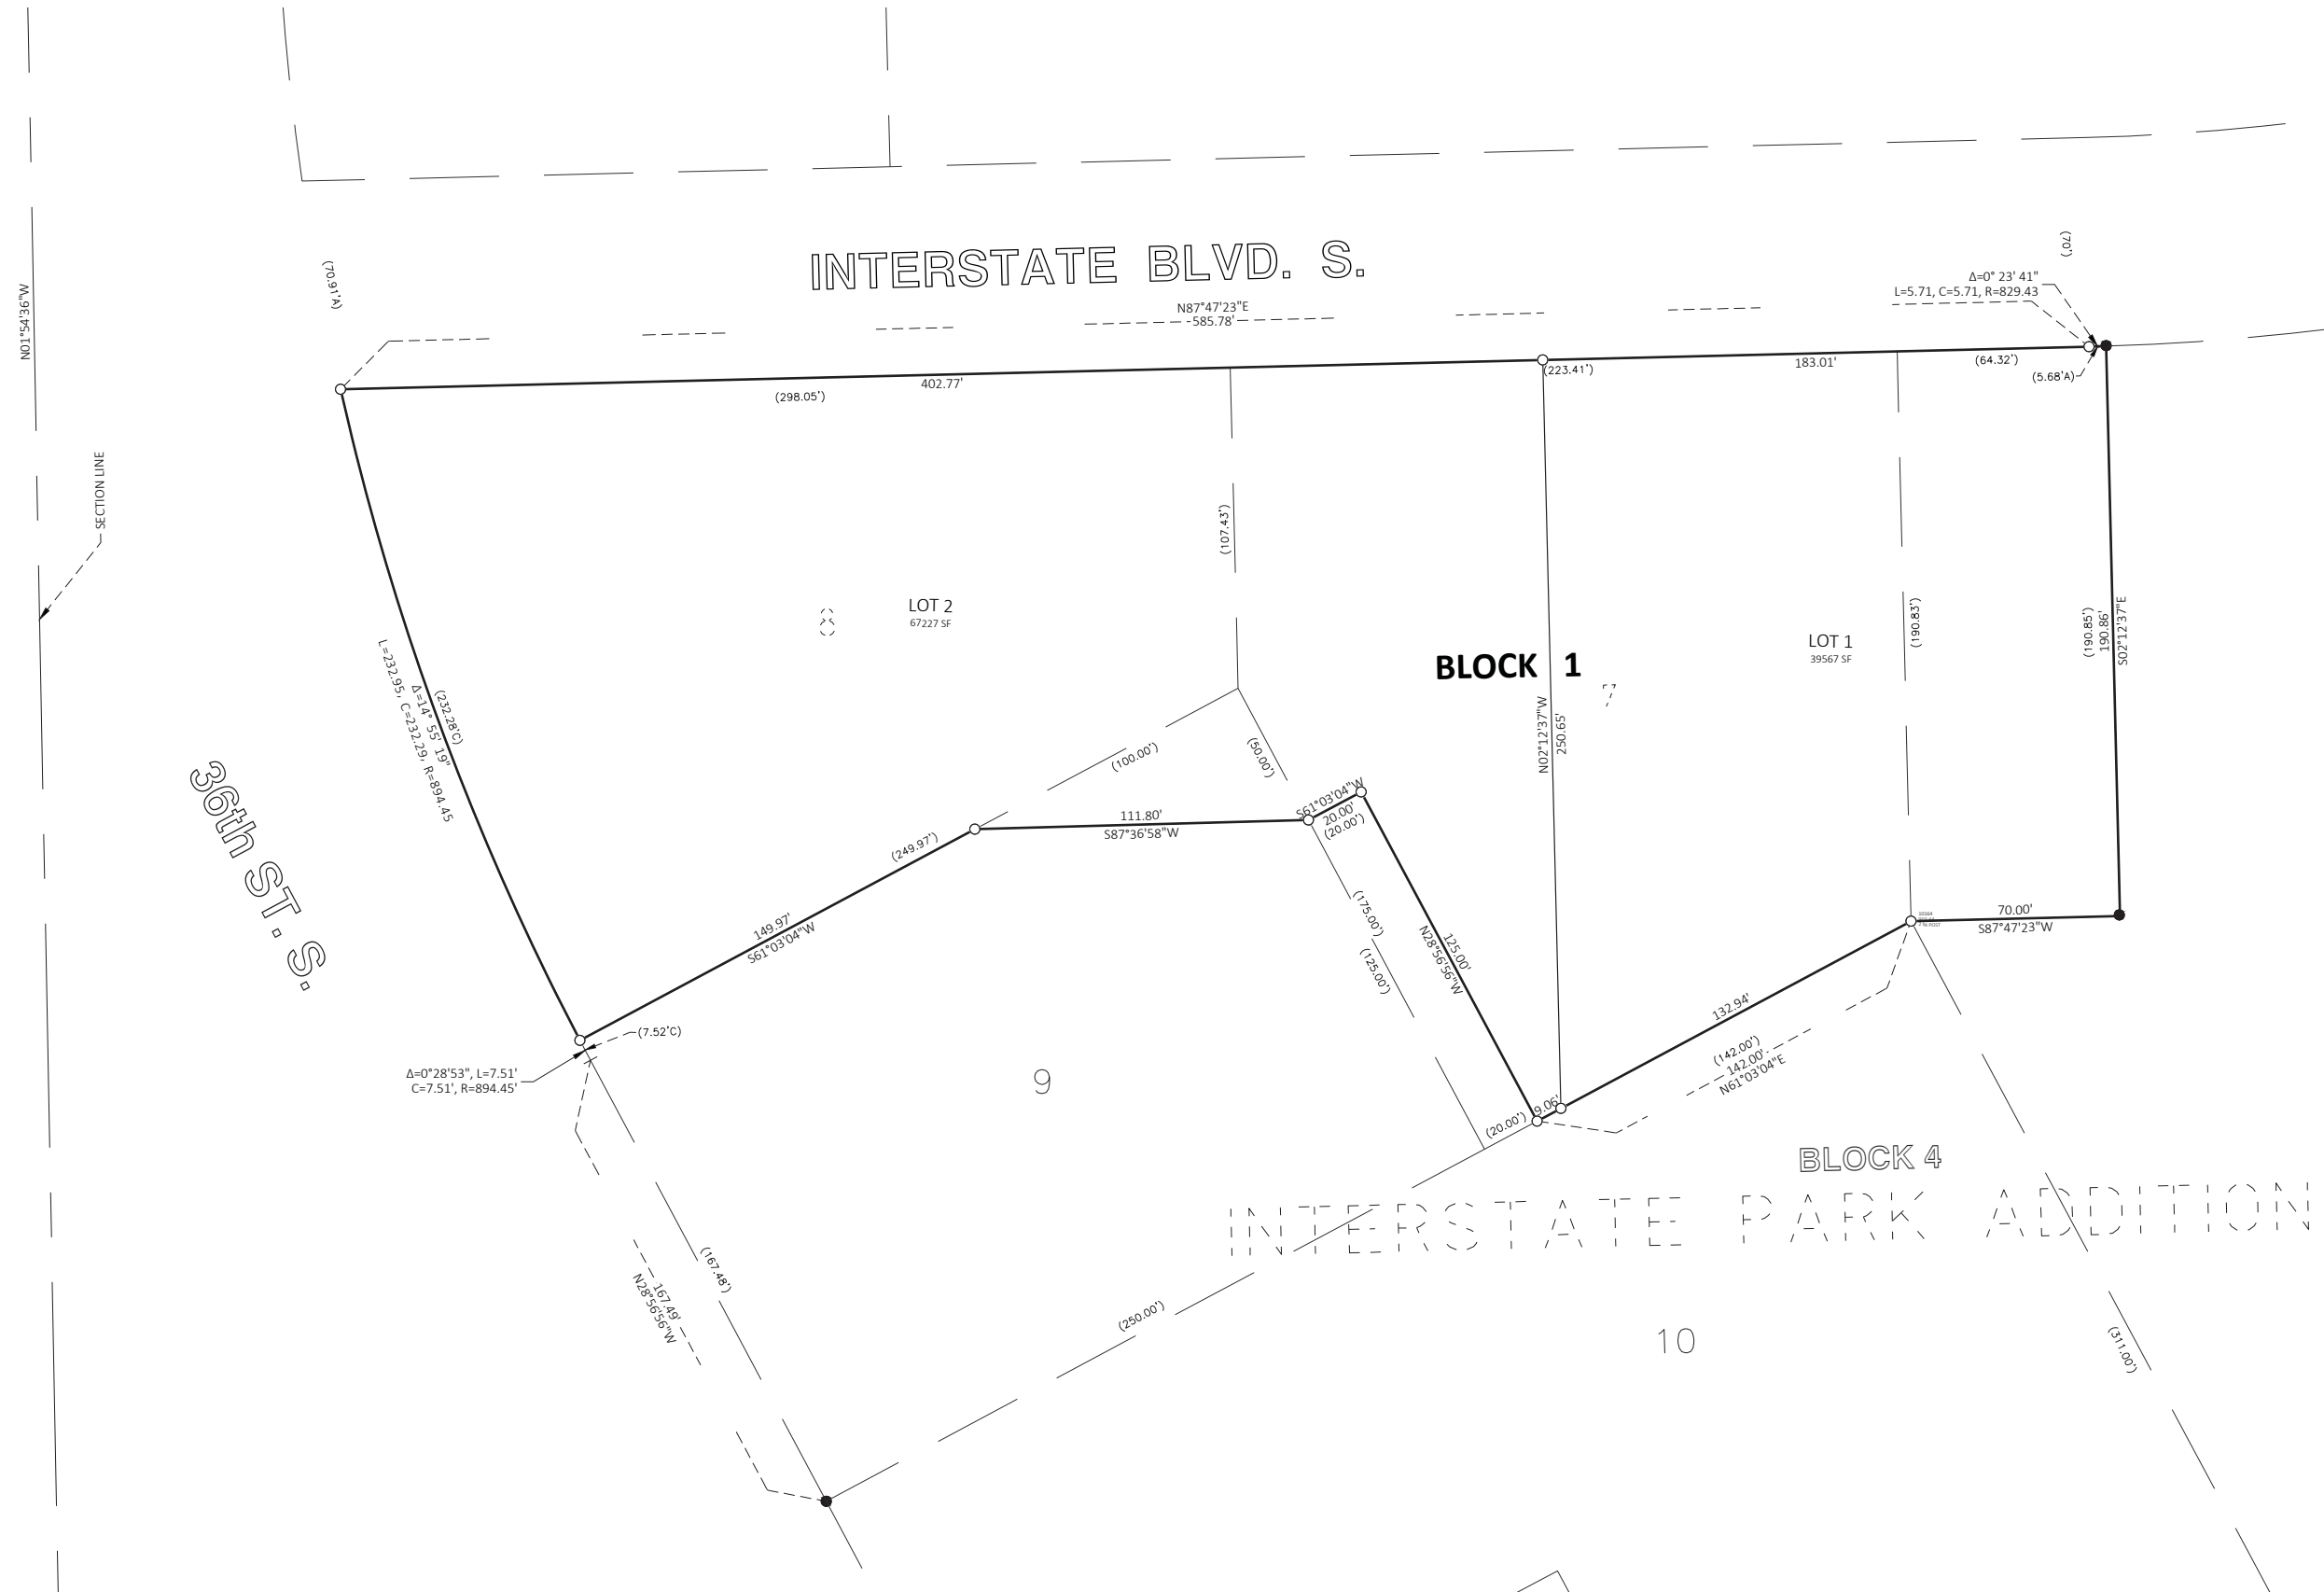 INTERSTATE BLVD. S.
(70.91'A)
(70')
Δ=0° 23' 41"
L=5.71, C=5.71, R=829.43
N01°54'36"W
N87°47'23"E
585.78'
402.77'
(298.05')
(223.41')
183.01'
(64.32')
(5.68'A)
SECTION LINE
(107.43')
LOT 2
67227 SF
8
BLOCK 1
7
LOT 1
39567 SF
(190.83')
(190.85')
190.86'
S02°12'37"E
L=232.95, C=232.29, R=894.45
Δ=14° 55' 19"
(232.28'C)
N02°12'37"W
250.65'
(100.00')
(50.00')
36th ST. S.
S61°03'04"W
20.00'
(20.00')
111.80'
S87°36'58"W
(249.97')
149.97'
S61°03'04"W
(175.00')
(125.00')
125.00'
N28°56'56"W
70.00'
S87°47'23"W
132.94'
(142.00')
142.00'
N61°03'04"E
(7.52'C)
Δ=0°28'53", L=7.51'
C=7.51', R=894.45'
9
9.06'
(20.00')
BLOCK 4
INTERSTATE PARK ADDITION
(167.48')
167.49'
N28°56'56"W
(250.00')
10
(311.00')